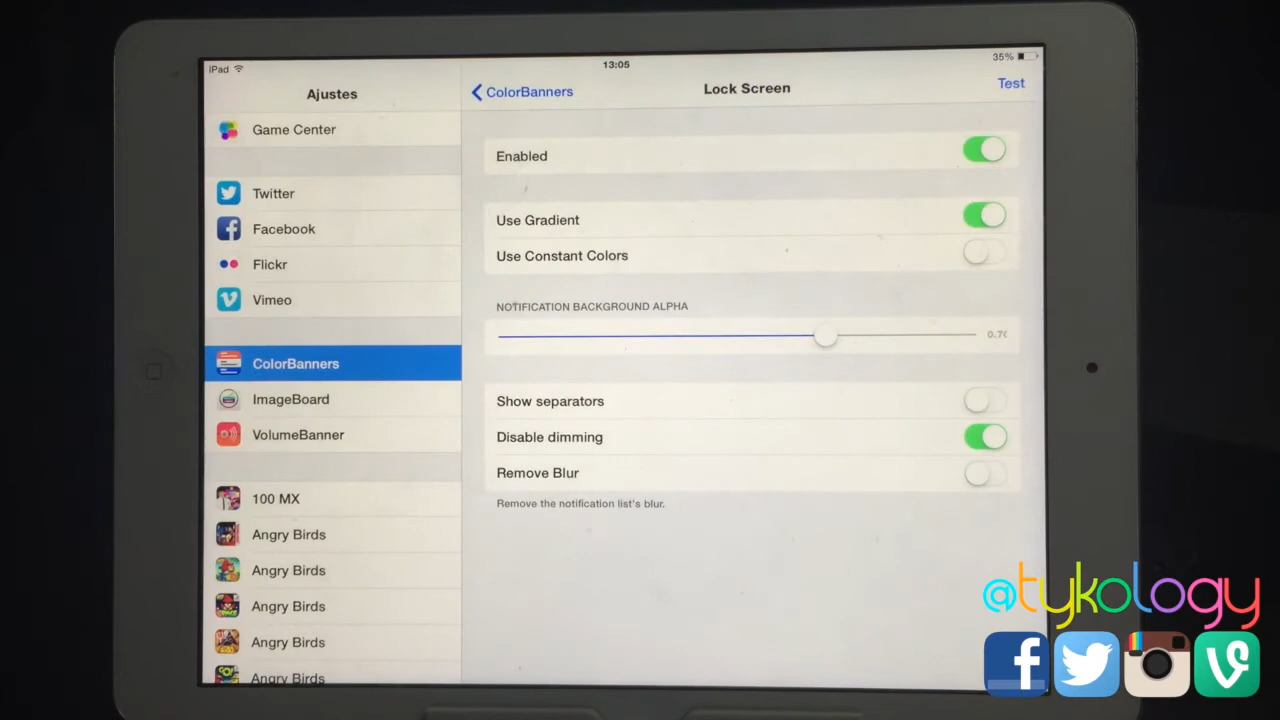 iPad
13:05
35%
Ajustes
ColorBanners
Lock Screen
Test
Game Center
Twitter
Facebook
Flickr
Vimeo
ColorBanners
ImageBoard
VolumeBanner
100 MX
Angry Birds
Angry Birds
Angry Birds
Angry Birds
Angry Birds
Enabled
Use Gradient
Use Constant Colors
NOTIFICATION BACKGROUND ALPHA
0.70
Show separators
Disable dimming
Remove Blur
Remove the notification list's blur.
@tykology